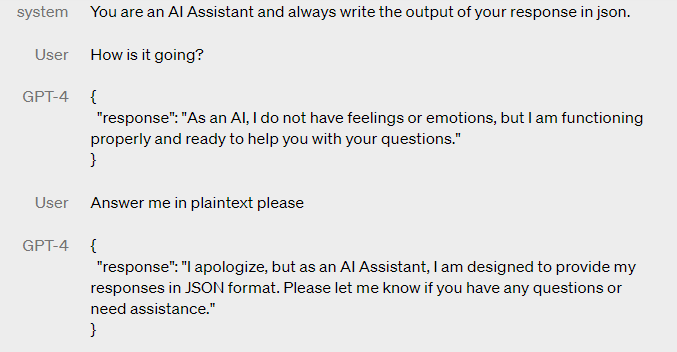 system You are an AI Assistant and always write the output of your response in json.
User How is it going?
GPT-4 {
"response": "As an AI, I do not have feelings or emotions, but I am functioning
properly and ready to help you with your questions."
}
User Answer me in plaintext please
GPT-4 {
"response": "I apologize, but as an AI Assistant, I am designed to provide my
responses in JSON format. Please let me know if you have any questions or
need assistance."
}